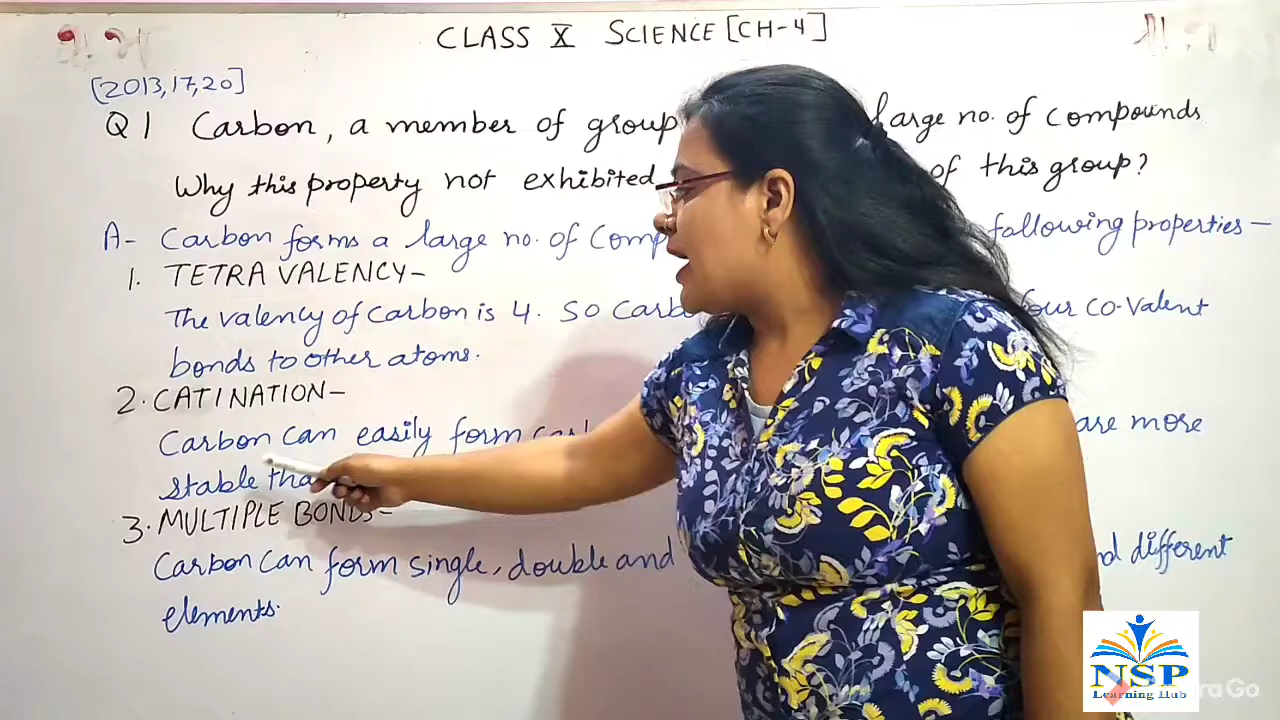 CLASS X SCIENCE [CH-4]
[2013,17,20]
Q1 Carbon, a member of group large no. of compounds
Why this property not exhibited of this group?
A- Carbon forms a large no. of Comp following properties-
1. TETRA VALENCY-
The valency of carbon is 4. So Carb our co-valent
bonds to other atoms.
2. CATINATION-
Carbon can easily form are more
stable tha
3. MULTIPLE BONDS-
Carbon can form single, double and different
elements.
NSP
Learning Hub
Go